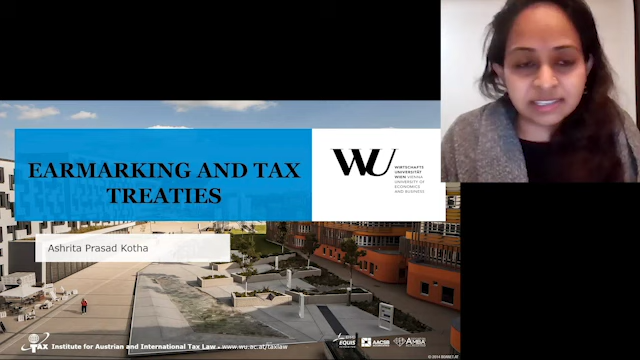 EARMARKING AND TAX
TREATIES
WU
WIRTSCHAFTS
UNIVERSITÄT
WIEN VIENNA
UNIVERSITY OF
ECONOMICS
AND BUSINESS
Ashrita Prasad Kotha
TAX Institute for Austrian and International Tax Law · www.wu.ac.at/taxlaw
EQUIS
AACSB
AMBA